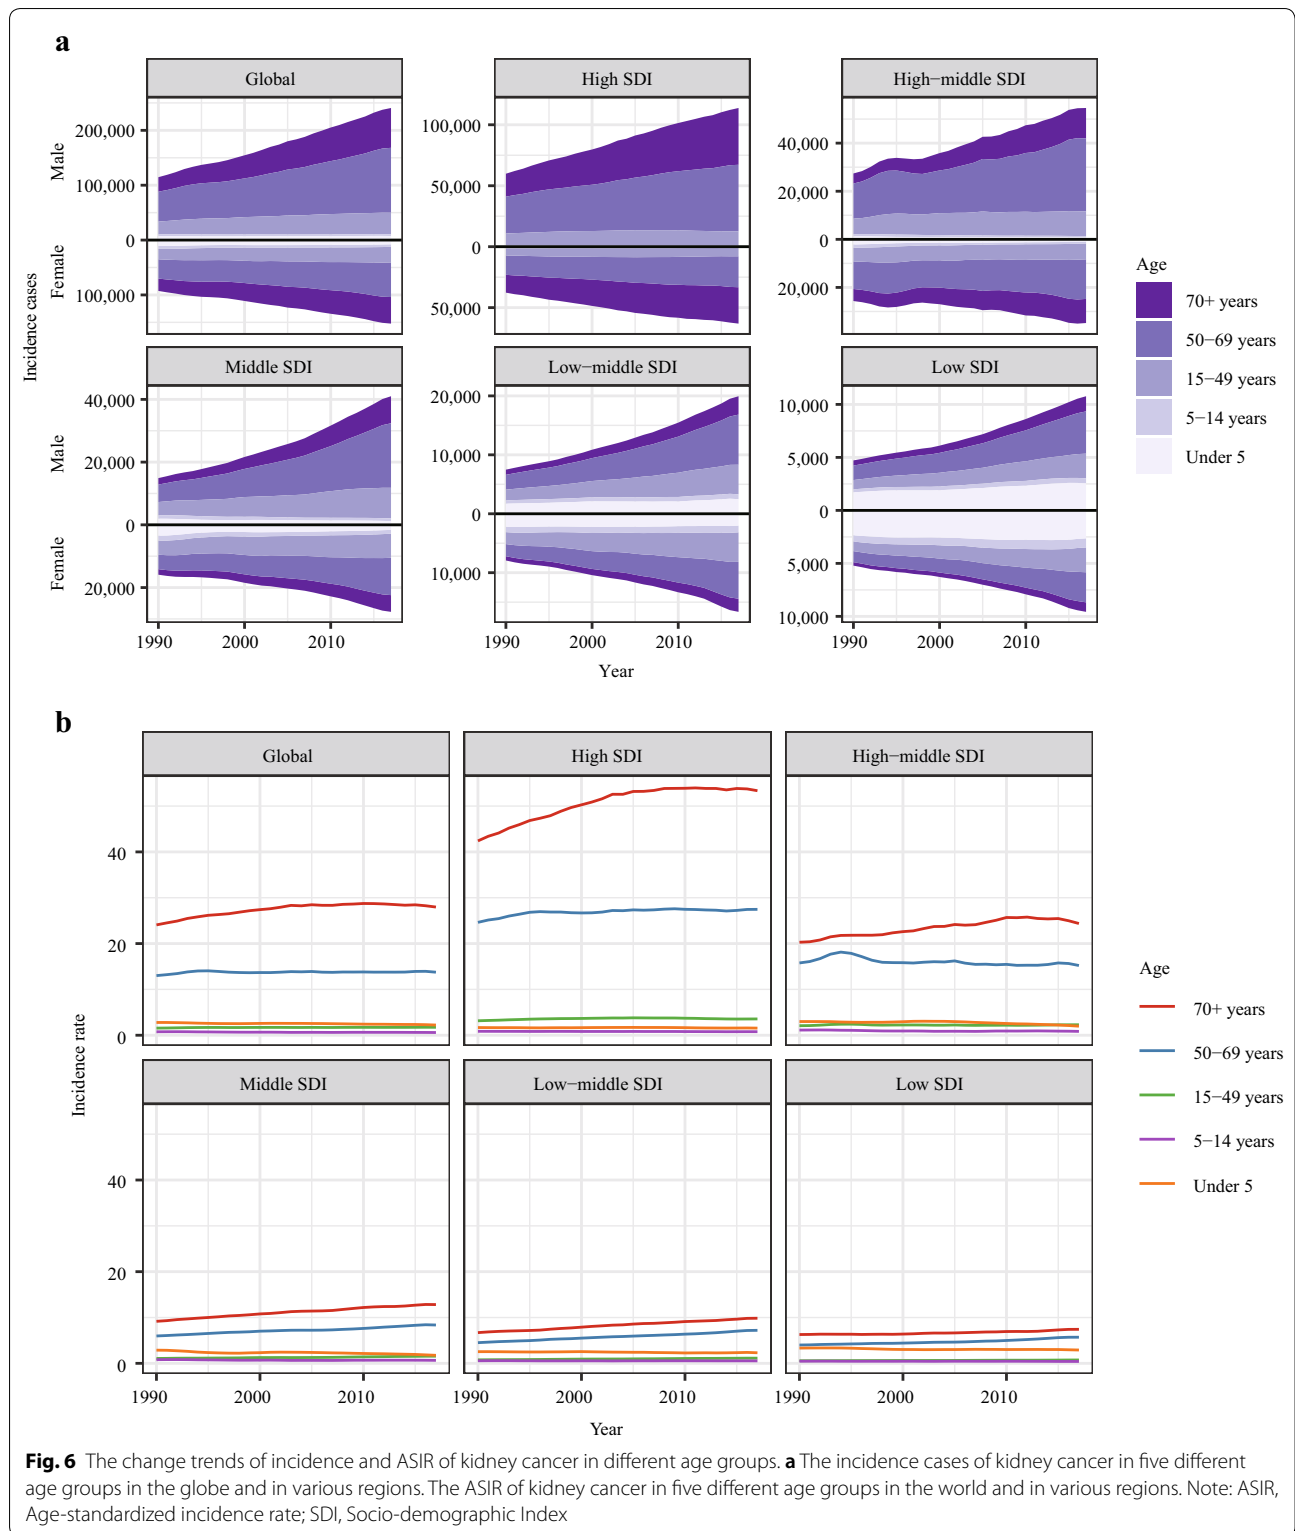 a
Global
High SDI
High−middle SDI
200,000
100,000
0
100,000
100,000
50,000
0
50,000
40,000
20,000
0
20,000
Male
Female
Incidence cases
Middle SDI
Low−middle SDI
Low SDI
40,000
20,000
0
20,000
20,000
10,000
0
10,000
10,000
5,000
0
5,000
10,000
Male
Female
1990 2000 2010
1990 2000 2010
1990 2000 2010
Year
Age
70+ years
50−69 years
15−49 years
5−14 years
Under 5
b
Global
High SDI
High−middle SDI
40
20
0
Incidence rate
Middle SDI
Low−middle SDI
Low SDI
40
20
0
1990 2000 2010
1990 2000 2010
1990 2000 2010
Year
Age
70+ years
50−69 years
15−49 years
5−14 years
Under 5
Fig. 6 The change trends of incidence and ASIR of kidney cancer in different age groups. a The incidence cases of kidney cancer in five different
age groups in the globe and in various regions. The ASIR of kidney cancer in five different age groups in the world and in various regions. Note: ASIR,
Age-standardized incidence rate; SDI, Socio-demographic Index